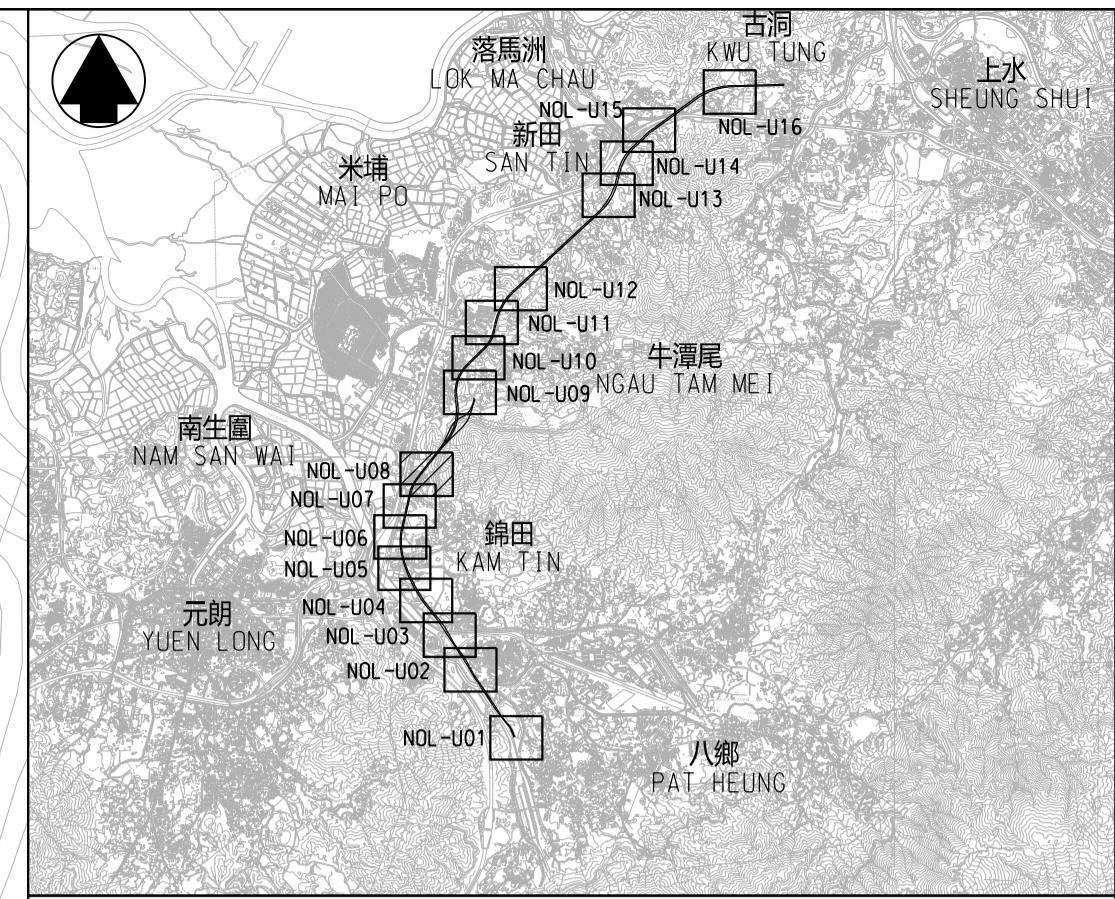 古洞
KWU TUNG
落馬洲
LOK MA CHAU
上水
SHEUNG SHUI
NOL-U15
NOL-U16
新田
SAN TIN
NOL-U14
米埔
MAI PO
NOL-U13
NOL-U12
NOL-U11
牛潭尾
NGAU TAM MEI
NOL-U10
NOL-U09
南生圍
NAM SAN WAI
NOL-U08
NOL-U07
錦田
KAM TIN
NOL-U06
NOL-U05
元朗
YUEN LONG
NOL-U04
NOL-U03
NOL-U02
NOL-U01
八鄉
PAT HEUNG